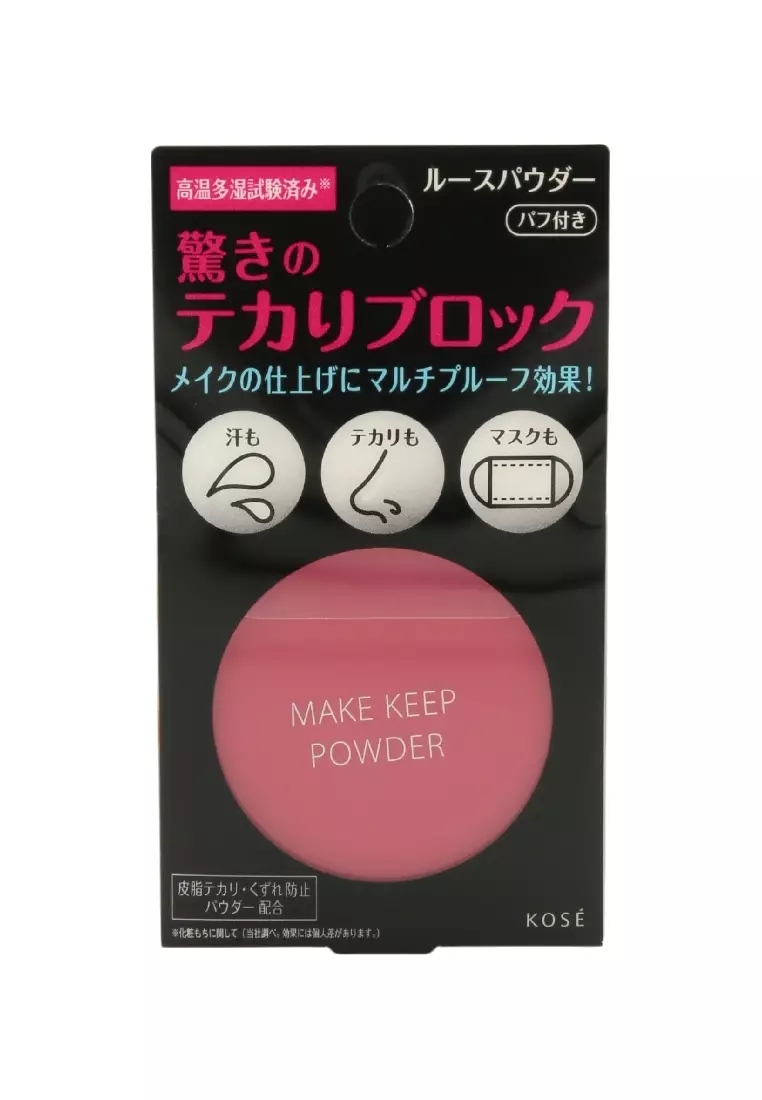 高温多湿試験済み※
ルースパウダー
パフ付き
驚きの
テカリブロック
メイクの仕上げにマルチプルーフ効果!
汗も
テカリも
マスクも
MAKE KEEP
POWDER
皮脂テカリ・くずれ防止
パウダー配合
※化粧もちに関して(当社調べ。効果には個人差があります。)
KOSÉ